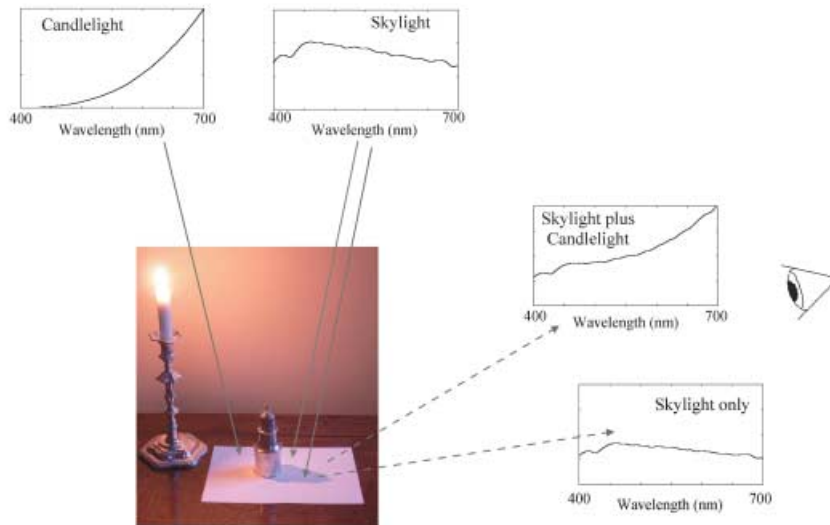 Candlelight
400
700
Wavelength (nm)
Skylight
400
700
Wavelength (nm)
Skylight plus
Candlelight
400
700
Wavelength (nm)
Skylight only
400
700
Wavelength (nm)